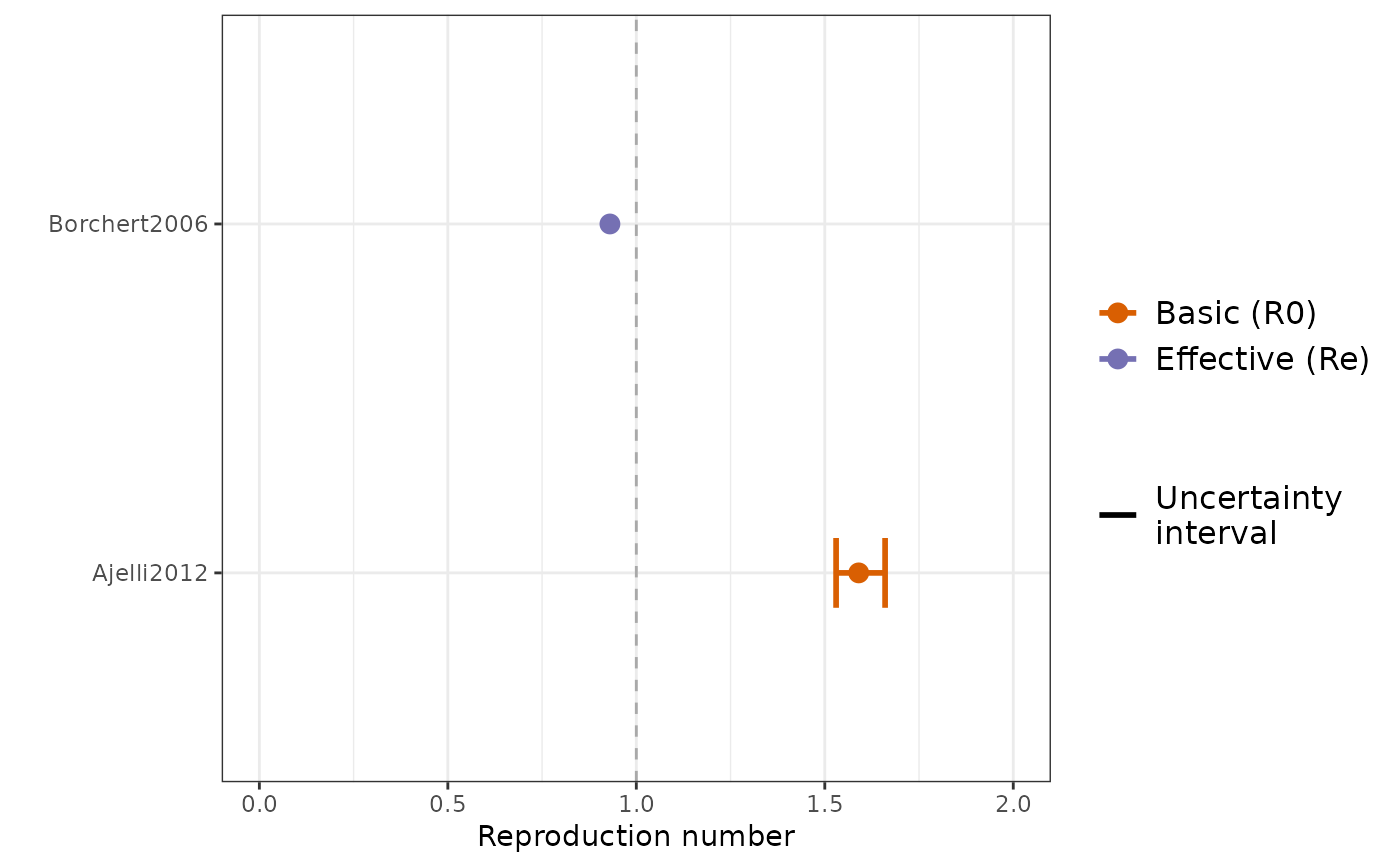 Borchert2006
Ajelli2012
0.0 0.5 1.0 1.5 2.0
Reproduction number
Basic (R0)
Effective (Re)
Uncertainty
interval